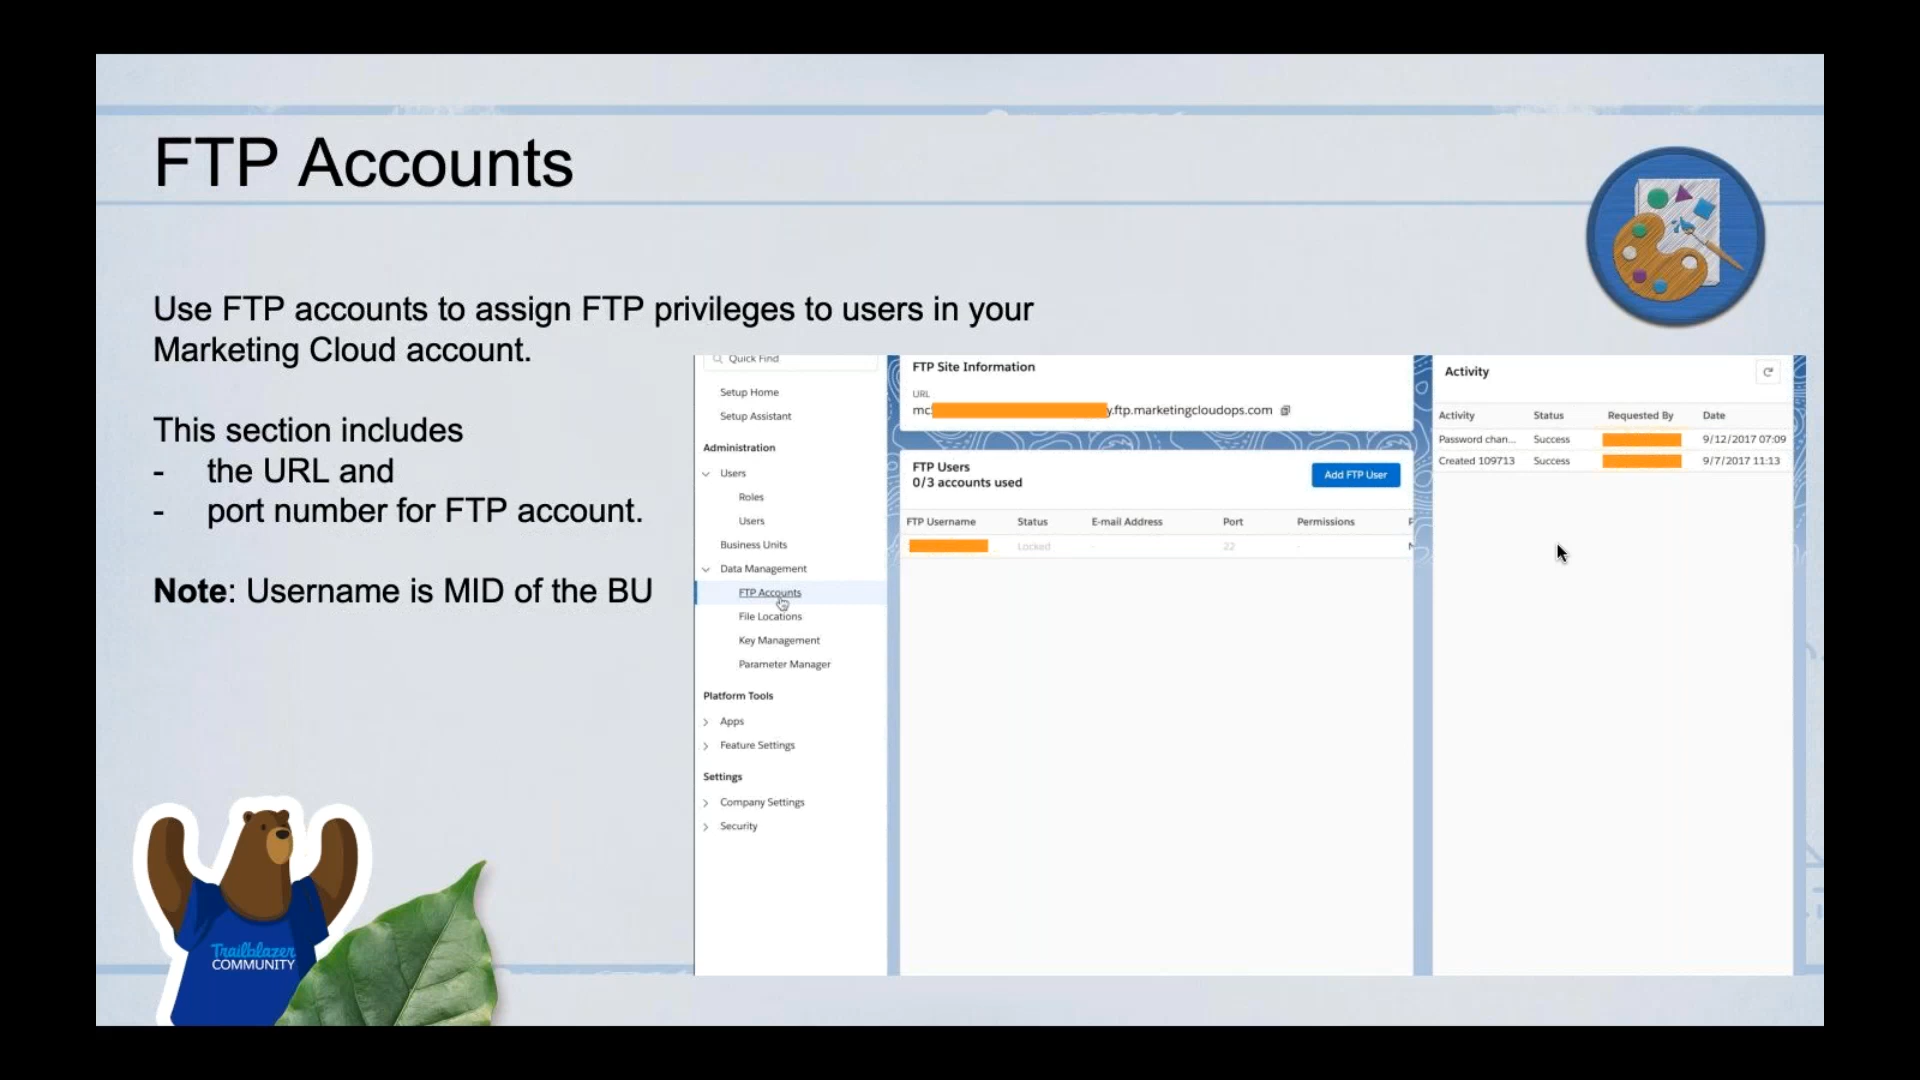 FTP Accounts
Use FTP accounts to assign FTP privileges to users in your
Marketing Cloud account.
This section includes
- the URL and
- port number for FTP account.
Note: Username is MID of the BU
Quick Find
Setup Home
Setup Assistant
Administration
Users
Roles
Users
Business Units
Data Management
FTP Accounts
File Locations
Key Management
Parameter Manager
Platform Tools
Apps
Feature Settings
Settings
Company Settings
Security
FTP Site Information
URL
mc y.ftp.marketingcloudops.com
FTP Users
0/3 accounts used
Add FTP User
FTP Username Status E-mail Address Port Permissions
Locked - 22 -
Activity
Activity Status Requested By Date
Password chan... Success 9/12/2017 07:09
Created 109713 Success 9/7/2017 11:13
Trailblazer
COMMUNITY